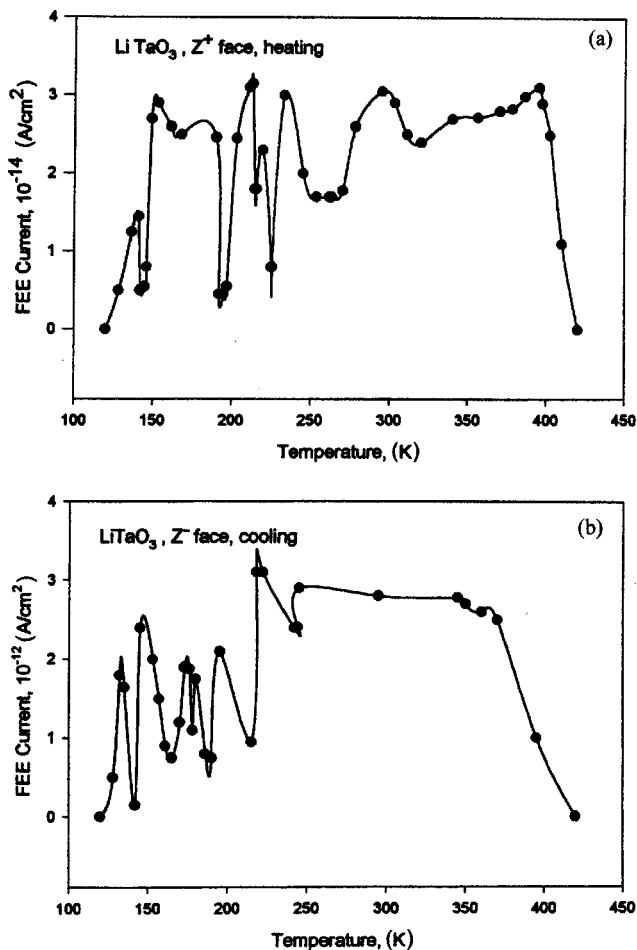 (a)
Li TaO₃ , Z⁺ face, heating
FEE Current, 10⁻¹⁴ (A/cm²)
4
3
2
1
0
100 150 200 250 300 350 400 450
Temperature, (K)
(b)
LiTaO₃ , Z⁻ face, cooling
FEE Current, 10⁻¹² (A/cm²)
4
3
2
1
0
100 150 200 250 300 350 400 450
Temperature, (K)